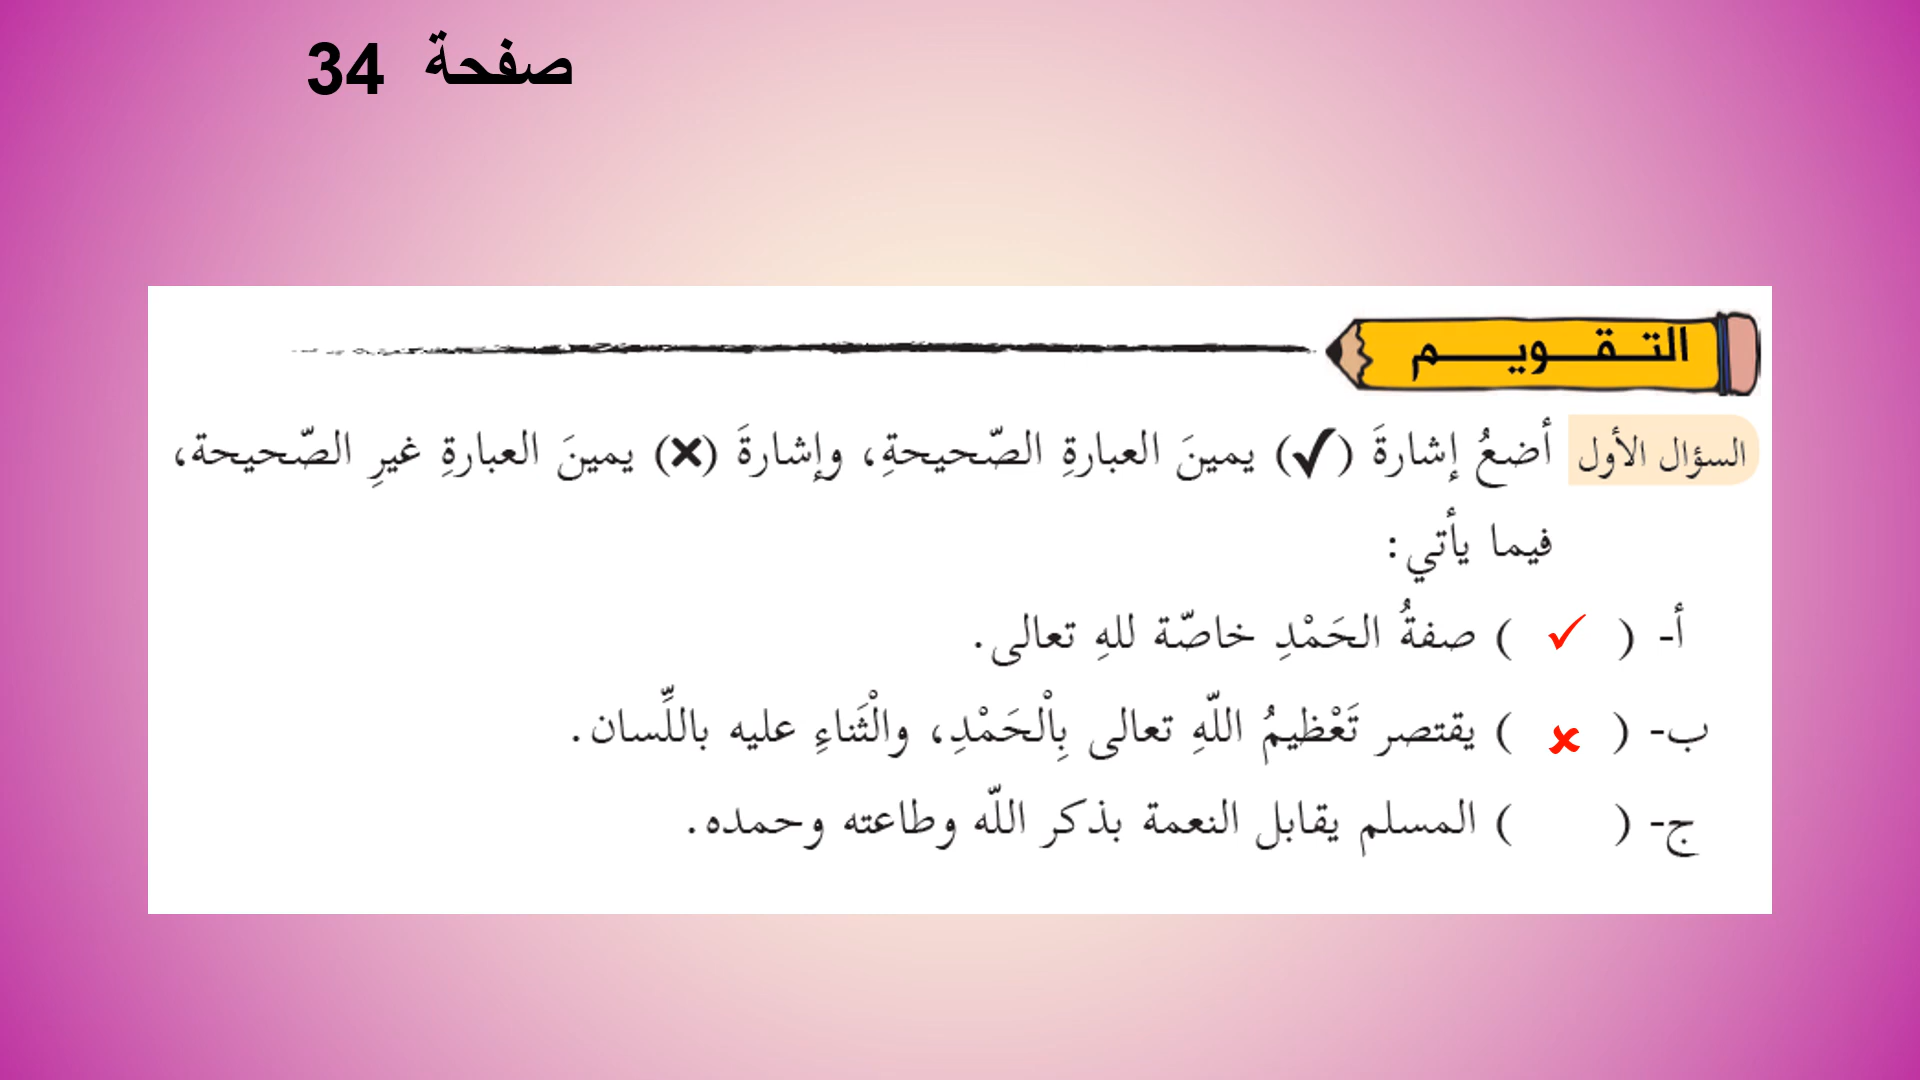 صفحة 34
التـقـويـم
السؤال الأول أضعُ إشارةَ (✓) يمينَ العبارةِ الصّحيحةِ، وإشارةَ (✗) يمينَ العبارةِ غيرِ الصّحيحة،
فيما يأتي:
أ- ( ✓ ) صفةُ الحَمْدِ خاصّة للهِ تعالى.
ب- ( ✗ ) يقتصر تَعْظيمُ اللّهِ تعالى بِاْلحَمْدِ، والْثَناءِ عليه باللِّسان.
ج- ( ) المسلم يقابل النعمة بذكر اللّه وطاعته وحمده.